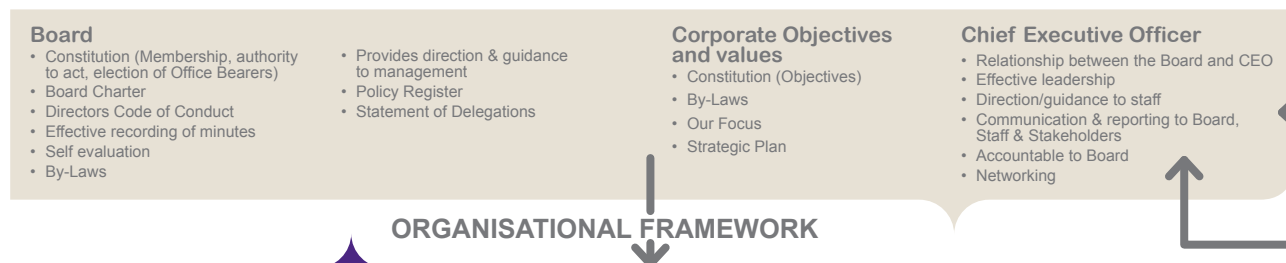 Board
• Constitution (Membership, authority
to act, election of Office Bearers)
• Board Charter
• Directors Code of Conduct
• Effective recording of minutes
• Self evaluation
• By-Laws
• Provides direction & guidance
to management
• Policy Register
• Statement of Delegations
Corporate Objectives
and values
• Constitution (Objectives)
• By-Laws
• Our Focus
• Strategic Plan
Chief Executive Officer
• Relationship between the Board and CEO
• Effective leadership
• Direction/guidance to staff
• Communication & reporting to Board,
Staff & Stakeholders
• Accountable to Board
• Networking
ORGANISATIONAL FRAMEWORK